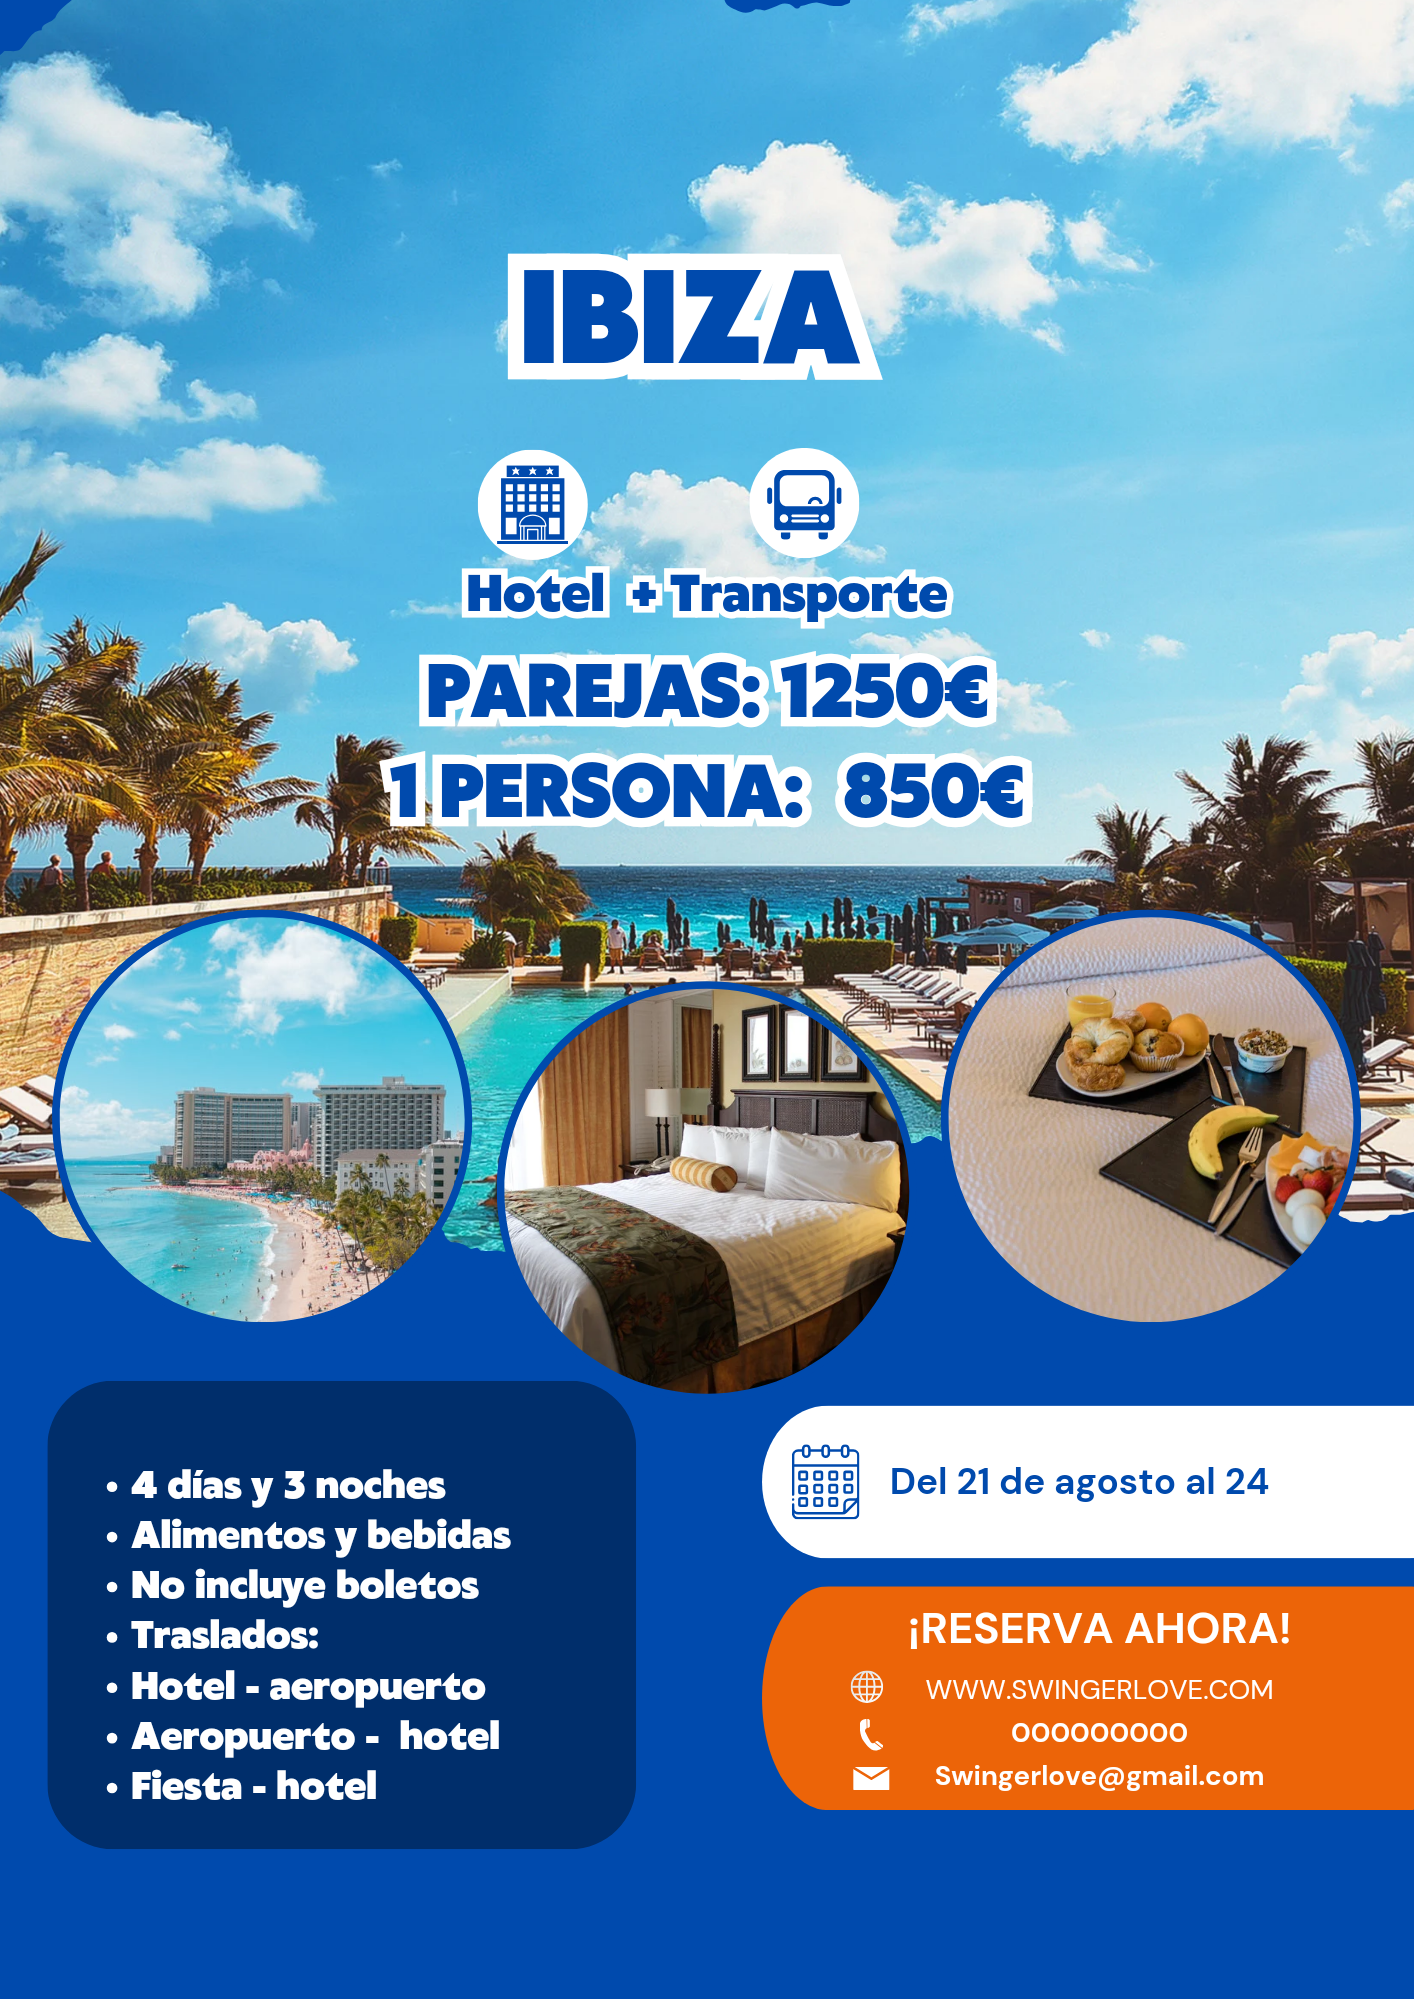 IBIZA
Hotel + Transporte
PAREJAS: 1250€
1 PERSONA: 850€
• 4 días y 3 noches
• Alimentos y bebidas
• No incluye boletos
• Traslados:
• Hotel - aeropuerto
• Aeropuerto - hotel
• Fiesta - hotel
Del 21 de agosto al 24
¡RESERVA AHORA!
WWW.SWINGERLOVE.COM
000000000
Swingerlove@gmail.com